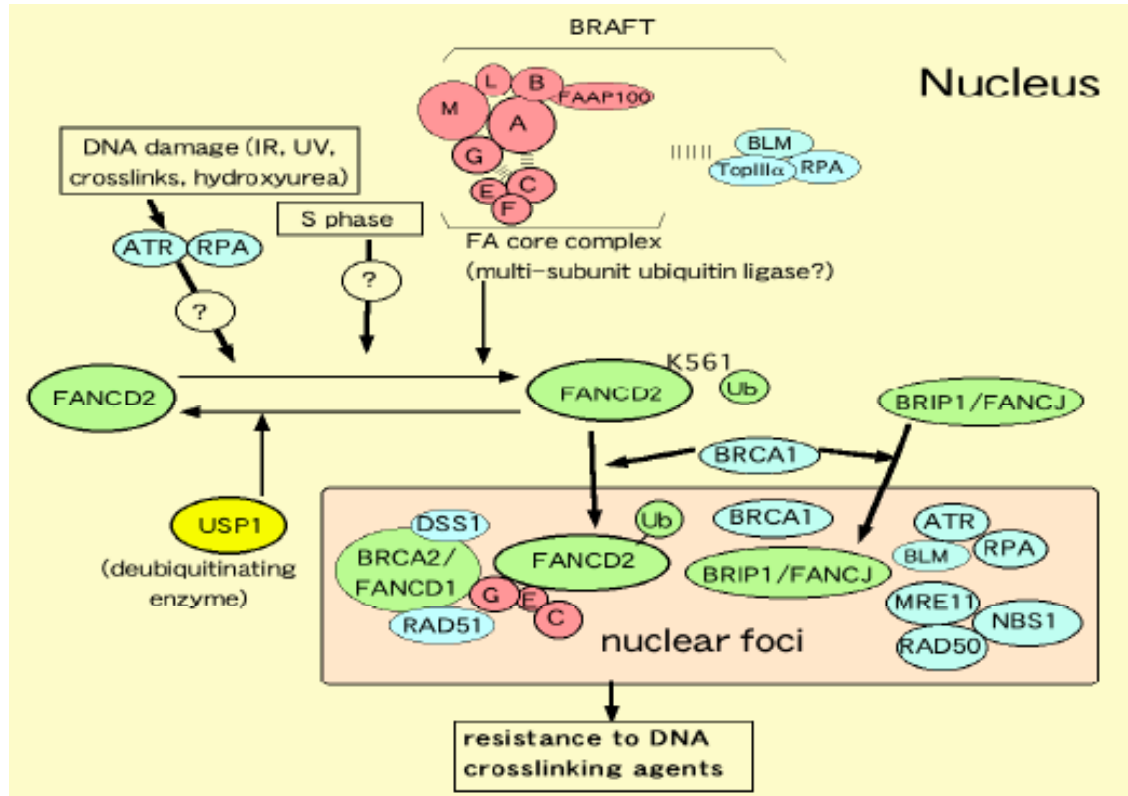 BRAFT
Nucleus
L
B
FAAP100
M
A
G
E
C
F
BLM
TopIIIα
RPA
DNA damage (IR, UV,
crosslinks, hydroxyurea)
S phase
ATR
RPA
?
?
FA core complex
(multi-subunit ubiquitin ligase?)
FANCD2
K561
FANCD2
Ub
BRIP1/FANCJ
BRCA1
USP1
(deubiquitinating
enzyme)
DSS1
BRCA2/
FANCD1
RAD51
G
E
C
FANCD2
Ub
BRCA1
BRIP1/FANCJ
ATR
RPA
BLM
MRE11
NBS1
RAD50
nuclear foci
resistance to DNA
crosslinking agents